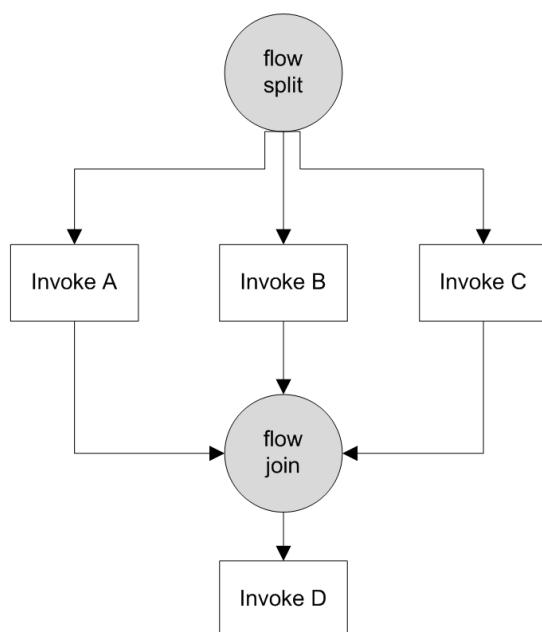 flow
split
Invoke A
Invoke B
Invoke C
flow
join
Invoke D